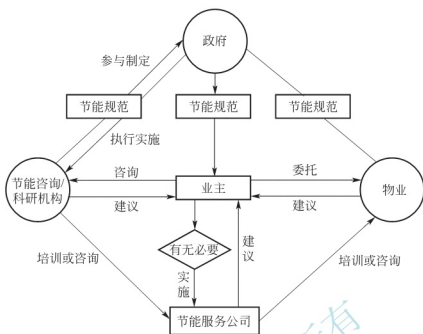 政府
参与制定
节能规范
节能规范
节能规范
执行实施
节能咨询/
科研机构
咨询
建议
业主
委托
建议
物业
有无必要
建议
培训或咨询
实施
培训或咨询
节能服务公司
所有